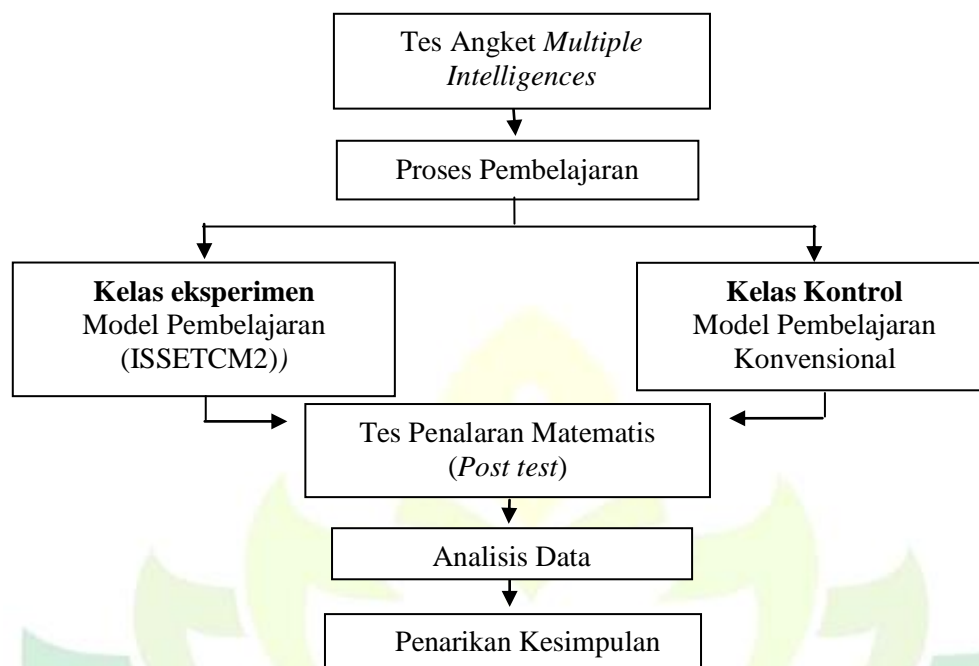 Tes Angket Multiple
Intelligences
Proses Pembelajaran
Kelas eksperimen
Model Pembelajaran
(ISSETCM2))
Kelas Kontrol
Model Pembelajaran
Konvensional
Tes Penalaran Matematis
(Post test)
Analisis Data
Penarikan Kesimpulan